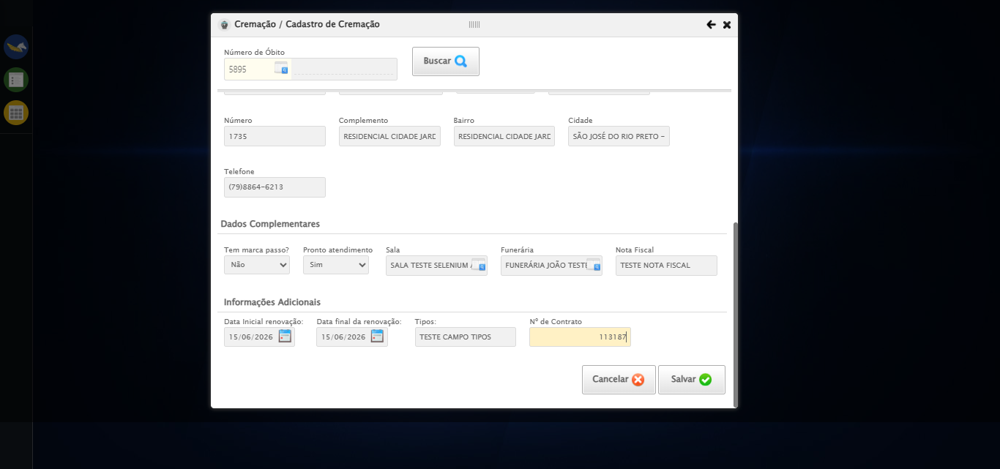 Cremação / Cadastro de Cremação
Número de Óbito
5895
Buscar
Número Complemento Bairro Cidade
1735 RESIDENCIAL CIDADE JARD RESIDENCIAL CIDADE JARD SÃO JOSÉ DO RIO PRETO -
Telefone
(79)8864-6213
Dados Complementares
Tem marca passo? Pronto atendimento Sala Funerária Nota Fiscal
Não Sim SALA TESTE SELENIUM FUNERÁRIA JOÃO TESTE TESTE NOTA FISCAL
Informações Adicionais
Data Inicial renovação: Data final da renovação: Tipos: Nº de Contrato
15/06/2026 15/06/2026 TESTE CAMPO TIPOS 113187
Cancelar Salvar